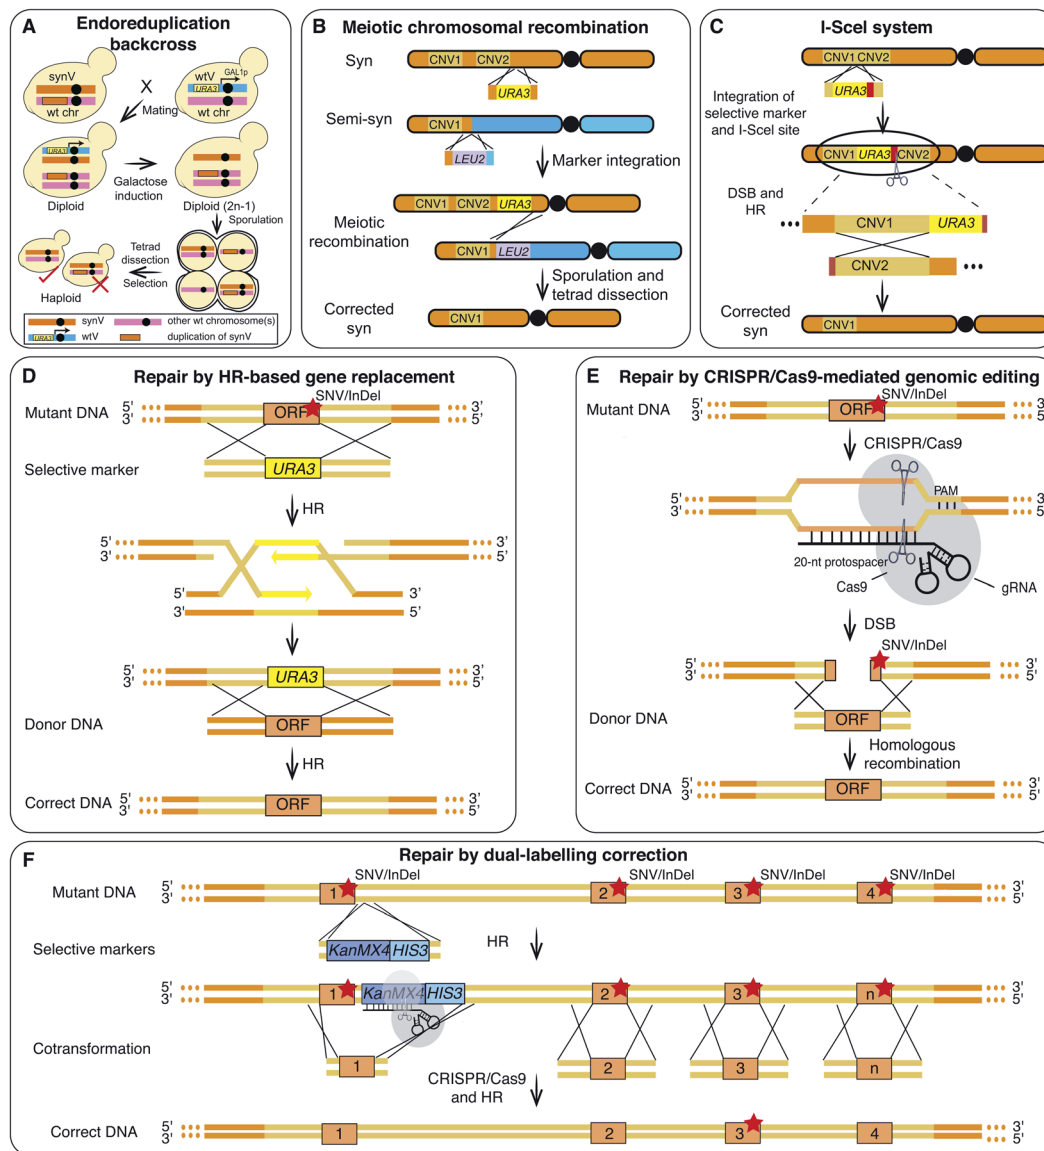 A
Endoreduplication
backcross
synV
wt chr
X
Mating
wtV
GAL1p
URA3
wt chr
URA3
Diploid
Galactose
induction
Diploid (2n-1)
Sporulation
Tetrad
dissection
Selection
Haploid
synV
other wt chromosome(s)
URA3
wtV
duplication of synV
B
Meiotic chromosomal recombination
Syn
CNV1
CNV2
URA3
Semi-syn
CNV1
LEU2
Marker integration
CNV1
CNV2
URA3
Meiotic
recombination
CNV1
LEU2
Sporulation and
tetrad dissection
Corrected
syn
CNV1
C
I-SceI system
CNV1
CNV2
URA3
Integration of
selective marker
and I-SceI site
CNV1
URA3
CNV2
DSB and
HR
CNV1
URA3
CNV2
Corrected
syn
CNV1
D
Repair by HR-based gene replacement
SNV/InDel
Mutant DNA
5'
3'
ORF
3'
5'
Selective marker
URA3
HR
5'
3'
3'
5'
3'
3'
5'
5'
3'
URA3
3'
5'
Donor DNA
ORF
HR
Correct DNA
5'
3'
ORF
3'
5'
E
Repair by CRISPR/Cas9-mediated genomic editing
SNV/InDel
Mutant DNA
5'
3'
ORF
3'
5'
CRISPR/Cas9
PAM
5'
3'
3'
5'
20-nt protospacer
Cas9
gRNA
DSB
SNV/InDel
5'
3'
3'
5'
Donor DNA
ORF
Homologous
recombination
Correct DNA
5'
3'
ORF
3'
5'
F
Repair by dual-labelling correction
SNV/InDel
SNV/InDel
SNV/InDel
SNV/InDel
Mutant DNA
5'
3'
1
2
3
4
3'
5'
Selective markers
KanMX4
HIS3
HR
5'
3'
1
KanMX4
HIS3
2
3
n
3'
5'
Cotransformation
1
2
3
n
CRISPR/Cas9
and HR
Correct DNA
5'
3'
1
2
3
4
3'
5'